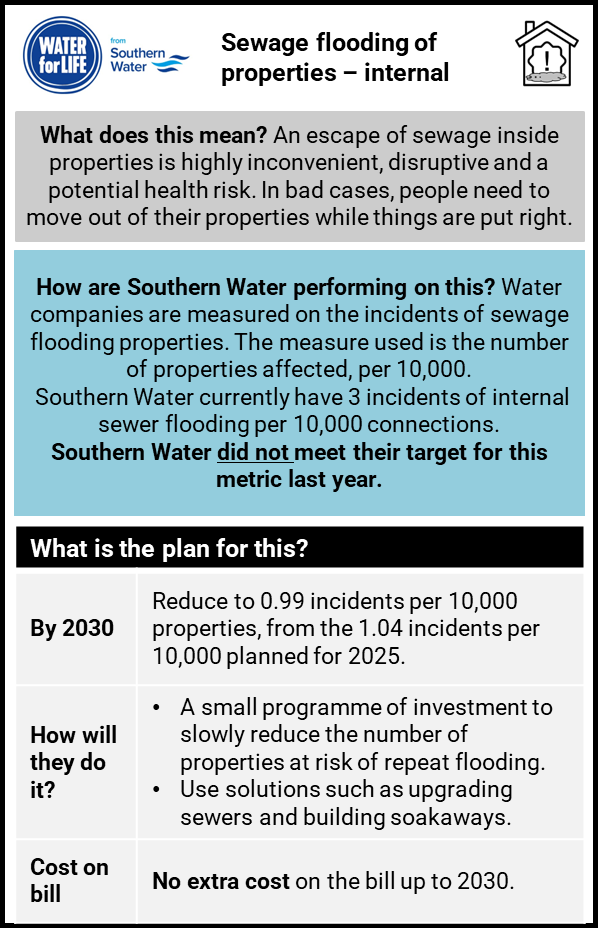 WATER
for LIFE
from
Southern
Water
Sewage flooding of
properties – internal
!
What does this mean? An escape of sewage inside
properties is highly inconvenient, disruptive and a
potential health risk. In bad cases, people need to
move out of their properties while things are put right.
How are Southern Water performing on this? Water
companies are measured on the incidents of sewage
flooding properties. The measure used is the number
of properties affected, per 10,000.
Southern Water currently have 3 incidents of internal
sewer flooding per 10,000 connections.
Southern Water did not meet their target for this
metric last year.
What is the plan for this?
By 2030
Reduce to 0.99 incidents per 10,000
properties, from the 1.04 incidents per
10,000 planned for 2025.
How will
they do
it?
• A small programme of investment to
slowly reduce the number of
properties at risk of repeat flooding.
• Use solutions such as upgrading
sewers and building soakaways.
Cost on
bill
No extra cost on the bill up to 2030.